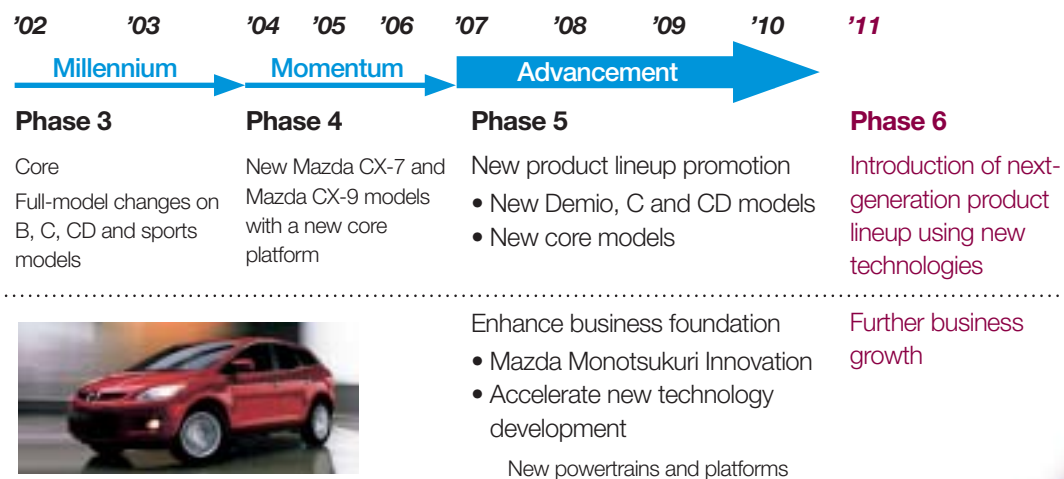 ’02 ’03 ’04 ’05 ’06 ’07 ’08 ’09 ’10 ’11
Millennium Momentum Advancement
Phase 3
Core
Full-model changes on
B, C, CD and sports
models
Phase 4
New Mazda CX-7 and
Mazda CX-9 models
with a new core
platform
Phase 5
New product lineup promotion
• New Demio, C and CD models
• New core models
Phase 6
Introduction of next-
generation product
lineup using new
technologies
Enhance business foundation
• Mazda Monotsukuri Innovation
• Accelerate new technology
development
New powertrains and platforms
Further business
growth